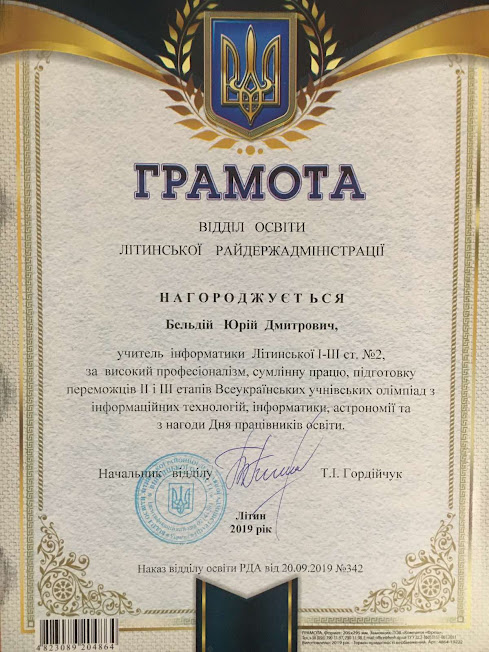 ГРАМОТА
ВІДДІЛ ОСВІТИ
ЛІТИНСЬКОЇ РАЙДЕРЖАДМІНІСТРАЦІЇ
НАГОРОДЖУЄТЬСЯ
Бельдій Юрій Дмитрович,
учитель інформатики Літинської І-ІІІ ст. №2,
за високий професіоналізм, сумлінну працю, підготовку
переможців ІІ і ІІІ етапів Всеукраїнських учнівських олімпіад з
інформаційних технологій, інформатики, астрономії та
з нагоди Дня працівників освіти.
Начальник відділу Т.І. Гордійчук
Літин
2019 рік
Наказ відділу освіти РДА від 20.09.2019 №342
4823089204864